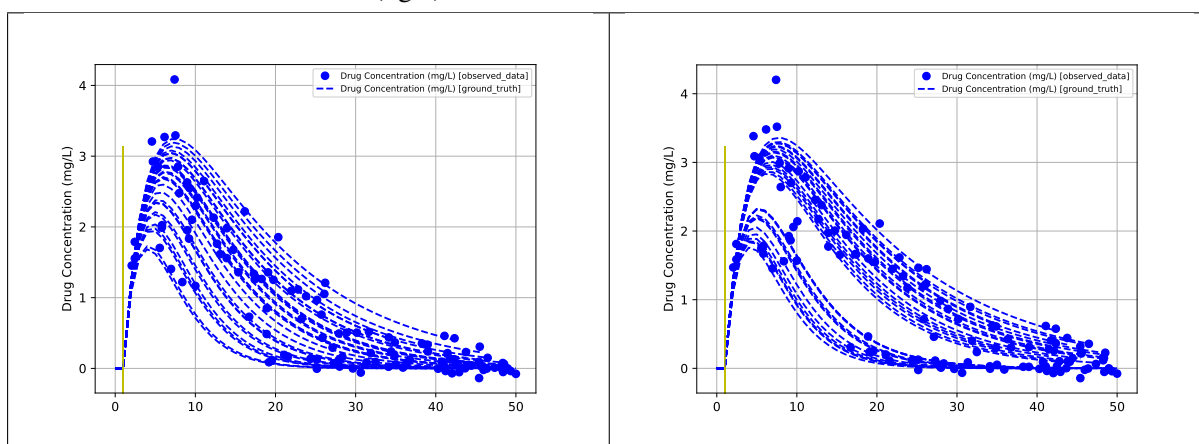 Drug Concentration (mg/L) [observed_data]
Drug Concentration (mg/L) [ground_truth]
Drug Concentration (mg/L)
4
3
2
1
0
0 10 20 30 40 50
Drug Concentration (mg/L) [observed_data]
Drug Concentration (mg/L) [ground_truth]
Drug Concentration (mg/L)
4
3
2
1
0
0 10 20 30 40 50